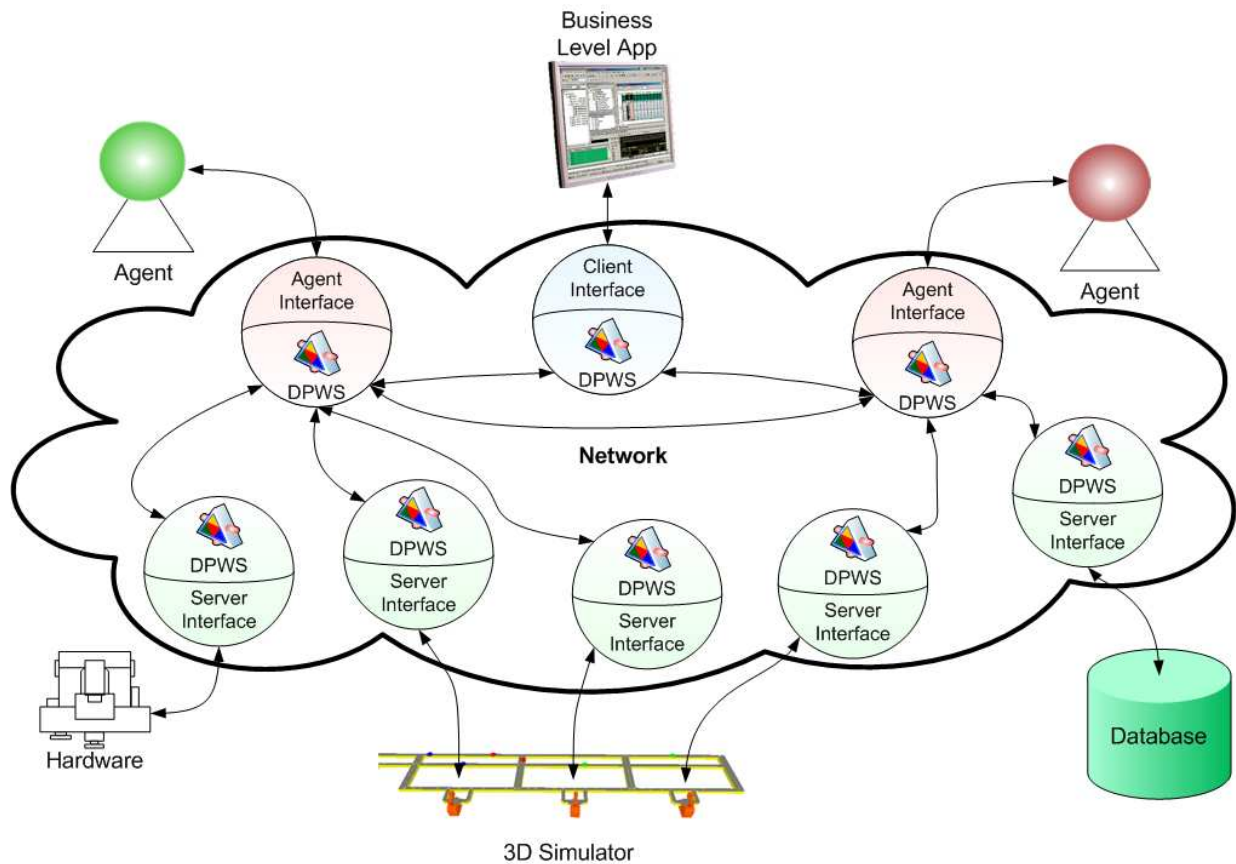 Business
Level App
Agent
Agent
Agent
Interface
DPWS
Client
Interface
DPWS
Agent
Interface
DPWS
Network
DPWS
Server
Interface
DPWS
Server
Interface
DPWS
Server
Interface
DPWS
Server
Interface
DPWS
Server
Interface
Hardware
3D Simulator
Database